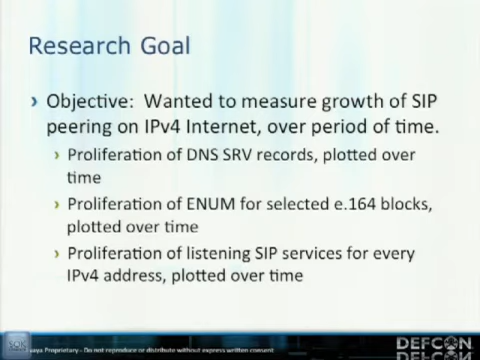 Research Goal
Objective: Wanted to measure growth of SIP
peering on IPv4 Internet, over period of time.
Proliferation of DNS SRV records, plotted over
time
Proliferation of ENUM for selected e.164 blocks,
plotted over time
Proliferation of listening SIP services for every
IPv4 address, plotted over time
Proprietary - Do not reproduce or distribute without express written consent
DEFCON